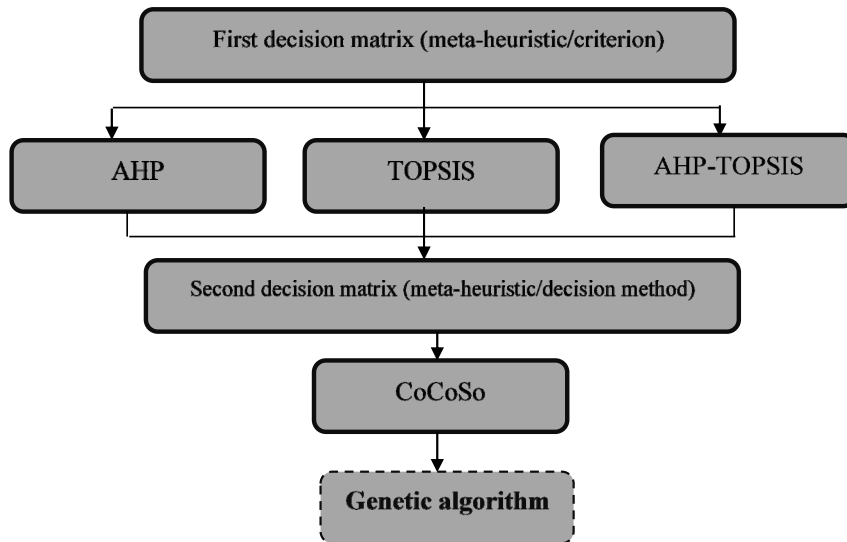 First decision matrix (meta-heuristic/criterion)
AHP
TOPSIS
AHP-TOPSIS
Second decision matrix (meta-heuristic/decision method)
CoCoSo
Genetic algorithm